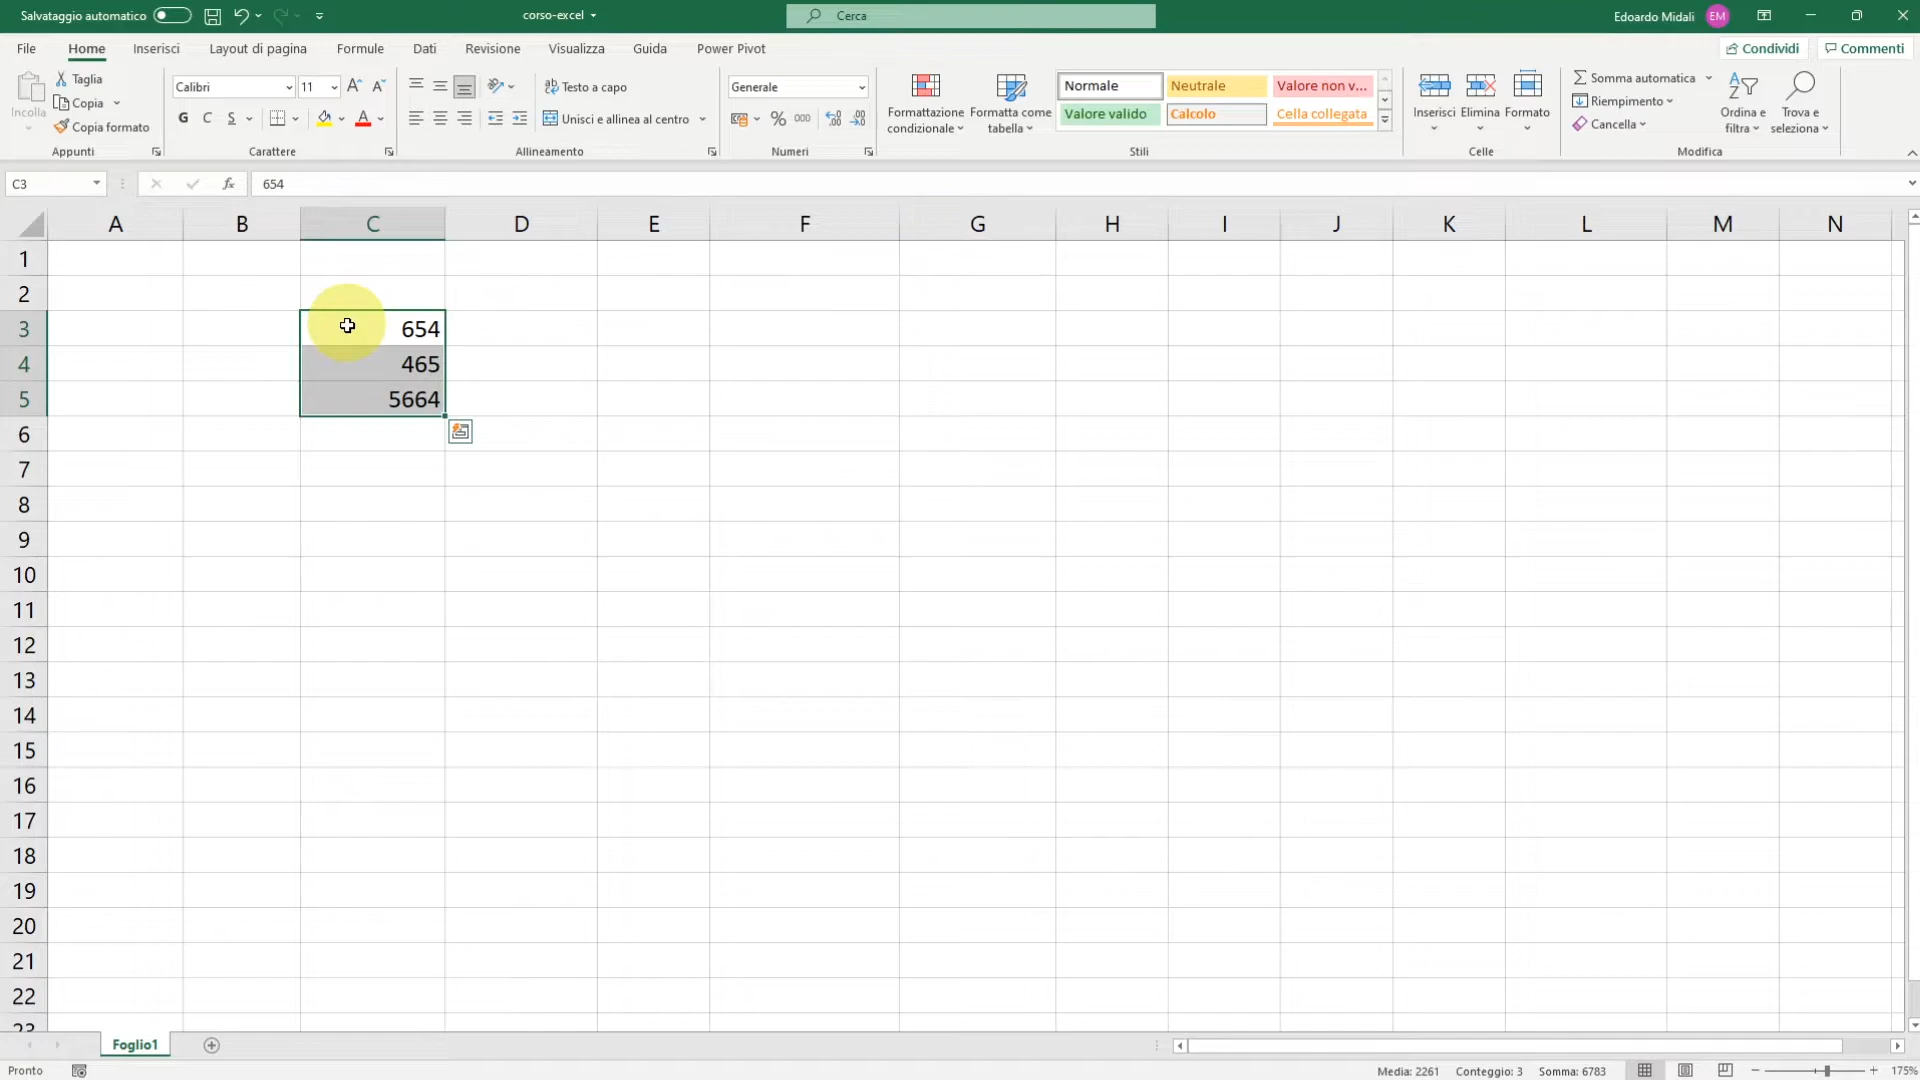 Salvataggio automatico corso-excel Cerca Edoardo Midali EM
File Home Inserisci Layout di pagina Formule Dati Revisione Visualizza Guida Power Pivot Condividi Commenti
Incolla Taglia Copia Copia formato
Appunti
Calibri 11
G C S
Carattere
Testo a capo
Unisci e allinea al centro
Allineamento
Generale
% 000
Numeri
Formattazione condizionale
Formatta come tabella
Normale Neutrale Valore non v...
Valore valido Calcolo Cella collegata
Stili
Inserisci Elimina Formato
Celle
Somma automatica
Riempimento
Cancella
Ordina e filtra
Trova e seleziona
Modifica
C3 fx 654
A B C D E F G H I J K L M N
1
2
3 654
4 465
5 5664
6
7
8
9
10
11
12
13
14
15
16
17
18
19
20
21
22
23
Foglio1
Pronto Media: 2261 Conteggio: 3 Somma: 6783 175%